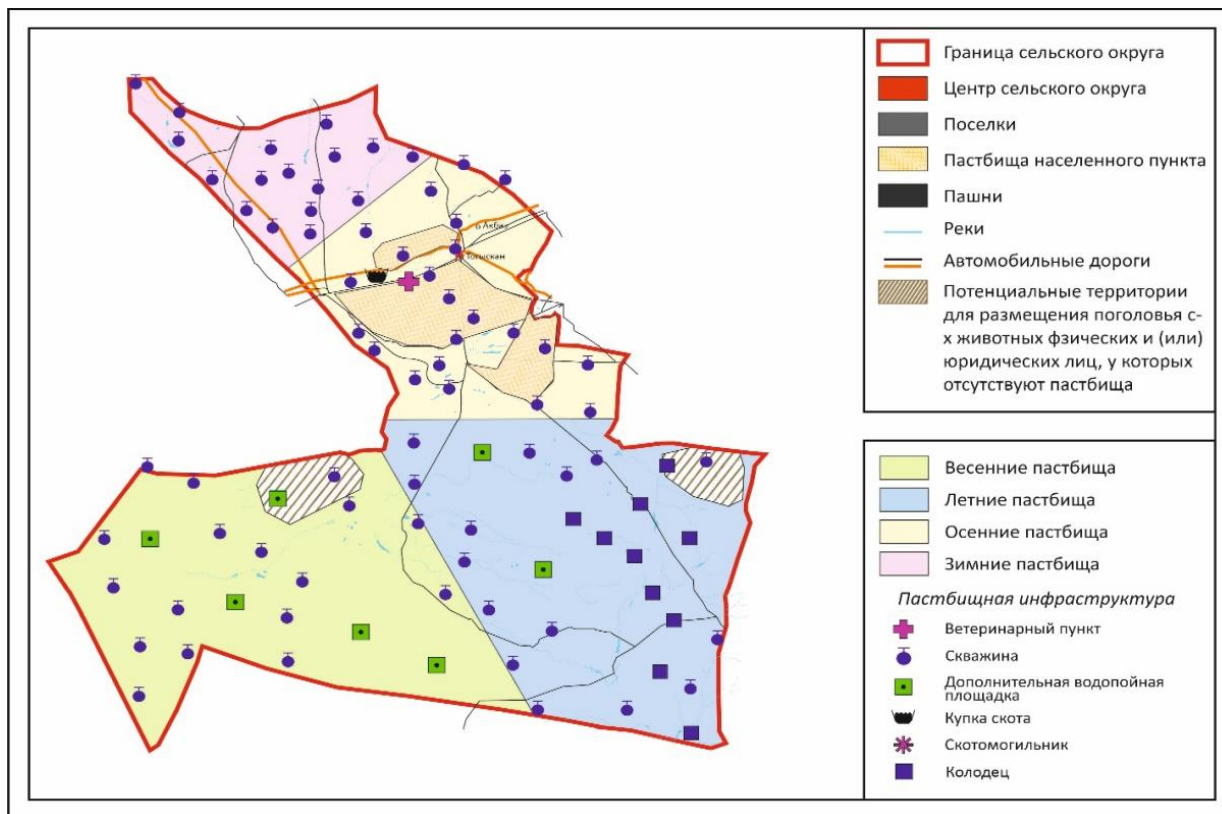 Граница сельского округа
Центр сельского округа
Поселки
Пастбища населенного пункта
Пашни
Реки
Автомобильные дороги
Потенциальные территории
для размещения поголовья с-
х животных фзических и (или)
юридических лиц, у которых
отсутствуют пастбища
Весенние пастбища
Летние пастбища
Осенние пастбища
Зимние пастбища
Пастбищная инфраструктура
Ветеринарный пункт
Скважина
Дополнительная водопойная
площадка
Купка скота
Скотомогильник
Колодец